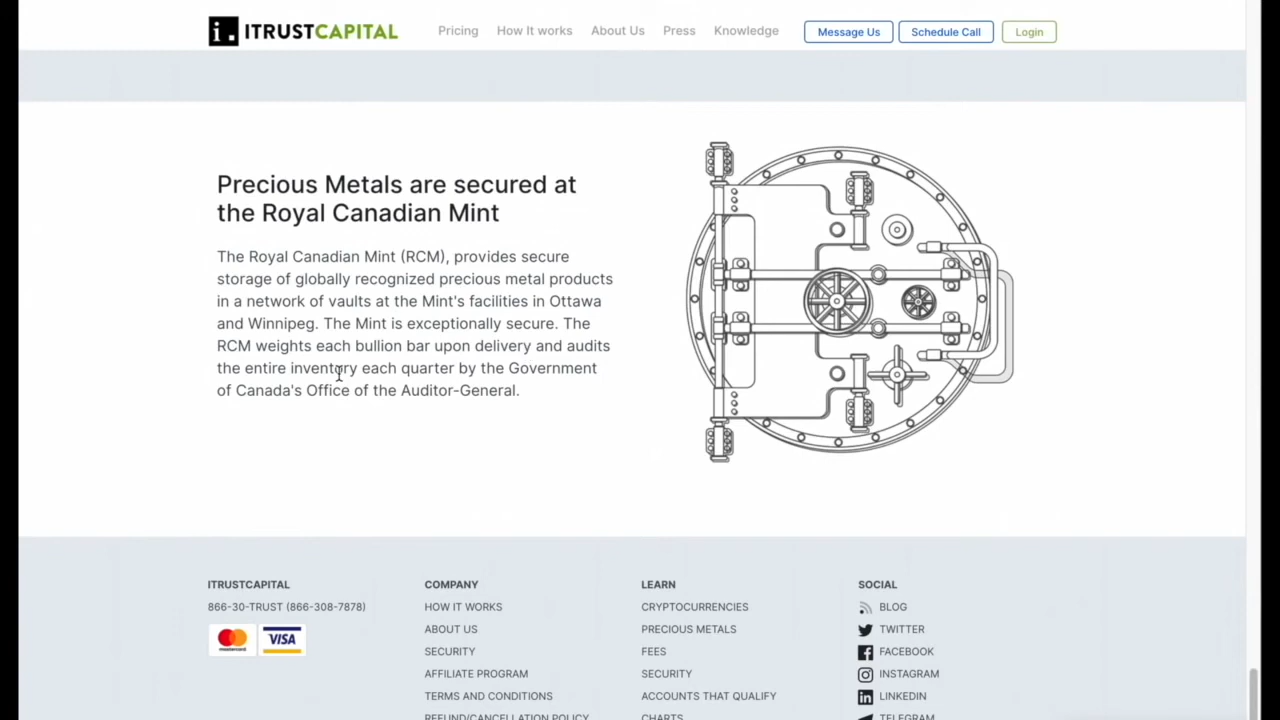 i. ITRUSTCAPITAL
Pricing How It works About Us Press Knowledge Message Us Schedule Call Login
Precious Metals are secured at
the Royal Canadian Mint
The Royal Canadian Mint (RCM), provides secure
storage of globally recognized precious metal products
in a network of vaults at the Mint's facilities in Ottawa
and Winnipeg. The Mint is exceptionally secure. The
RCM weights each bullion bar upon delivery and audits
the entire inventory each quarter by the Government
of Canada's Office of the Auditor-General.
ITRUSTCAPITAL
866-30-TRUST (866-308-7878)
mastercard VISA
COMPANY
HOW IT WORKS
ABOUT US
SECURITY
AFFILIATE PROGRAM
TERMS AND CONDITIONS
REFUND/CANCELLATION POLICY
LEARN
CRYPTOCURRENCIES
PRECIOUS METALS
FEES
SECURITY
ACCOUNTS THAT QUALIFY
CHARTS
SOCIAL
BLOG
TWITTER
FACEBOOK
INSTAGRAM
LINKEDIN
TELEGRAM